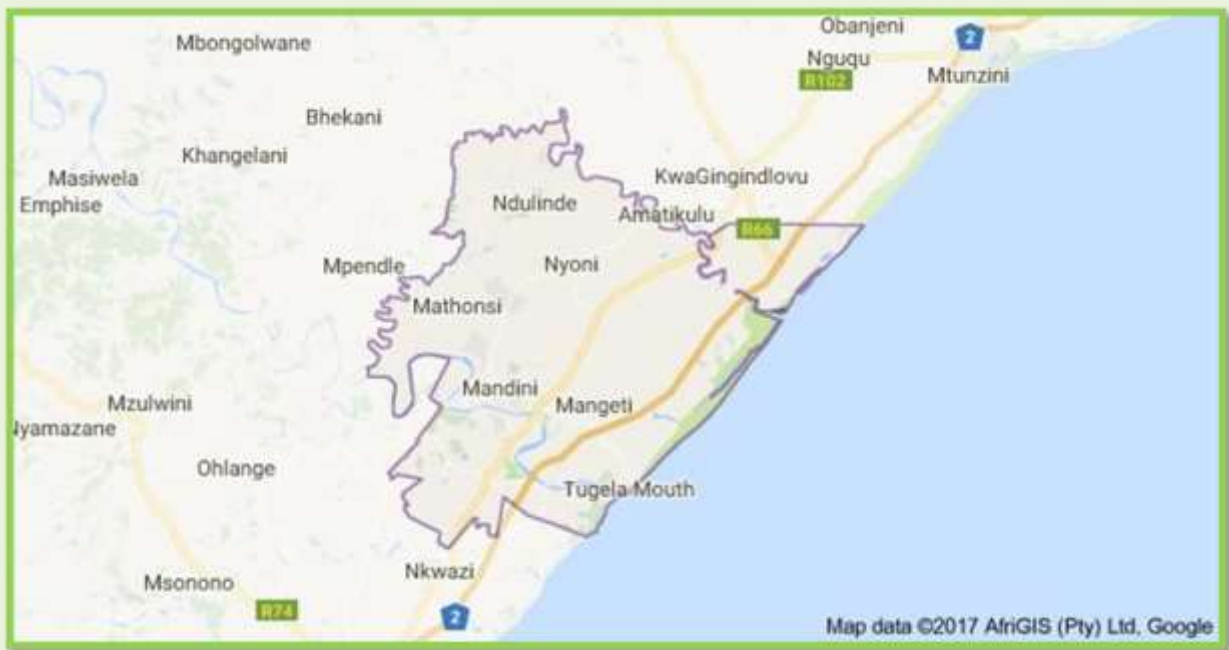 Obanjeni
2
Mbongolwane
Nguqu
Mtunzini
R102
Bhekani
Khangelani
Masiwela
KwaGingindlovu
Emphise
Ndulinde
Amatikulu
R66
Mpendle
Nyoni
Mathonsi
Mandini
Mzulwini
Mangeti
Nyamazane
Ohlange
Tugela Mouth
Nkwazi
Msonono
R74
2
Map data ©2017 AfriGIS (Pty) Ltd, Google